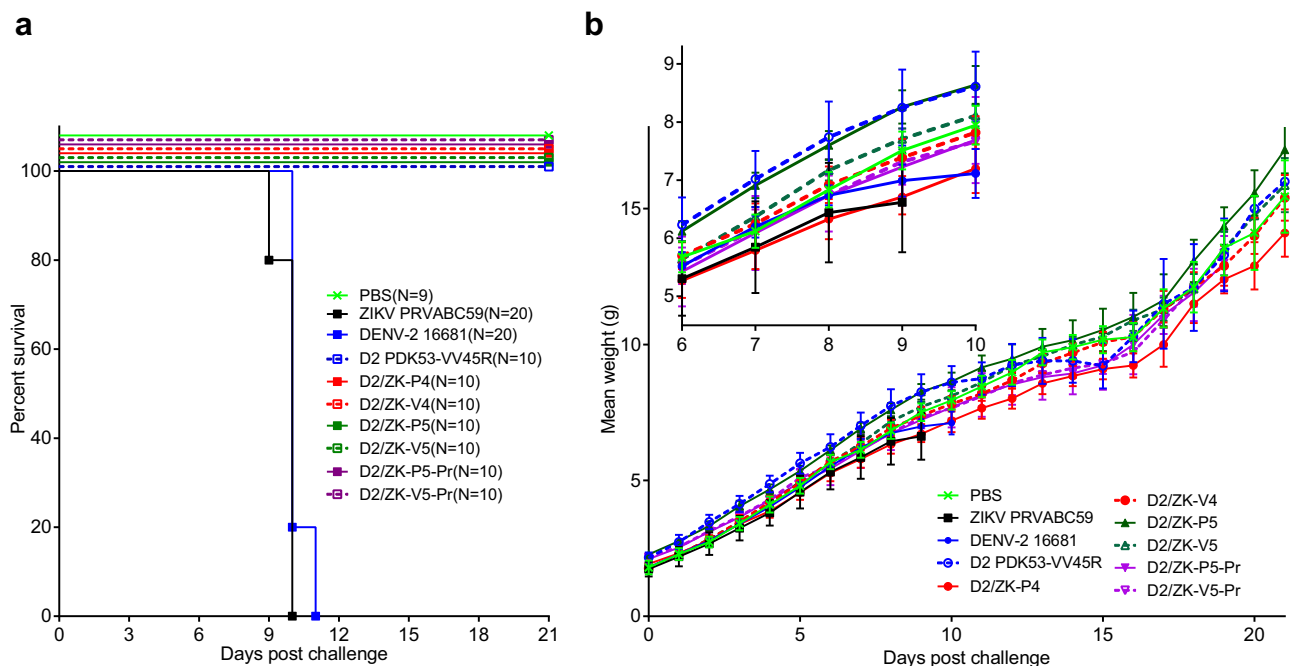 a
Percent survival
100
80
60
40
20
0
0 3 6 9 12 15 18 21
Days post challenge
PBS(N=9)
ZIKV PRVABC59(N=20)
DENV-2 16681(N=20)
D2 PDK53-VV45R(N=10)
D2/ZK-P4(N=10)
D2/ZK-V4(N=10)
D2/ZK-P5(N=10)
D2/ZK-V5(N=10)
D2/ZK-P5-Pr(N=10)
D2/ZK-V5-Pr(N=10)
b
9
8
7
6
5
6 7 8 9 10
Mean weight (g)
15
10
5
0
0 5 10 15 20
Days post challenge
PBS
ZIKV PRVABC59
DENV-2 16681
D2 PDK53-VV45R
D2/ZK-P4
D2/ZK-V4
D2/ZK-P5
D2/ZK-V5
D2/ZK-P5-Pr
D2/ZK-V5-Pr